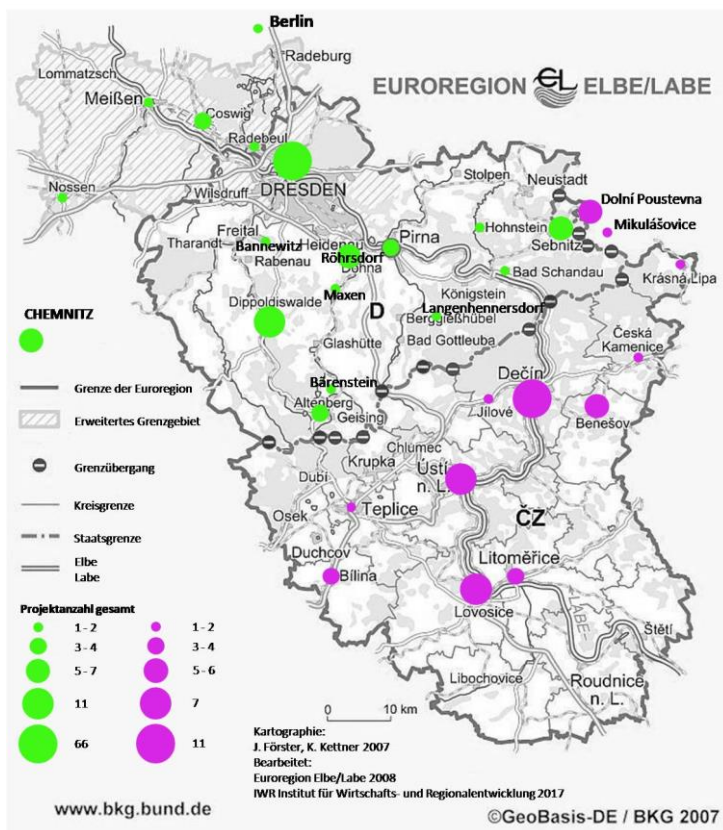 Berlin
Radeburg
Lommatzsch
Meißen
Coswig
EUROREGION EL ELBE/LABE
Radebeul
Nossen
DRESDEN
Wilsdruff
Stolpen
Neustadt
Dolní Poustevna
Hohnstein
Mikulášovice
Sebnitz
Freital
Pirna
Tharandt
Bannewitz
Heidenau
Rabenau
Röhrsdorf
Dohna
Bad Schandau
Krásná Lípa
Maxen
Königstein
CHEMNITZ
Dippoldiswalde
D
Langenhennersdorf
Berggießhübel
Glashütte
Bad Gottleuba
Česká
Kamenice
Děčín
Bärenstein
Grenze der Euroregion
Altenberg
Geising
Jílové
Benešov
Erweitertes Grenzgebiet
Chlumec
Krupka
Ústí
n. L.
Grenzübergang
Dubí
Teplice
Kreisgrenze
Osek
ČZ
Staatsgrenze
Duchcov
Litoměřice
Elbe
Labe
Bílina
Lovosice
LABE
Štětí
Projektanzahl gesamt
1 - 2
1 - 2
3 - 4
3 - 4
5 - 7
5 - 6
11
7
66
11
Libochovice
Roudnice
n. L.
0 10 km
Kartographie:
J. Förster, K. Kettner 2007
Bearbeitet:
Euroregion Elbe/Labe 2008
IWR Institut für Wirtschafts- und Regionalentwicklung 2017
www.bkg.bund.de
©GeoBasis-DE / BKG 2007